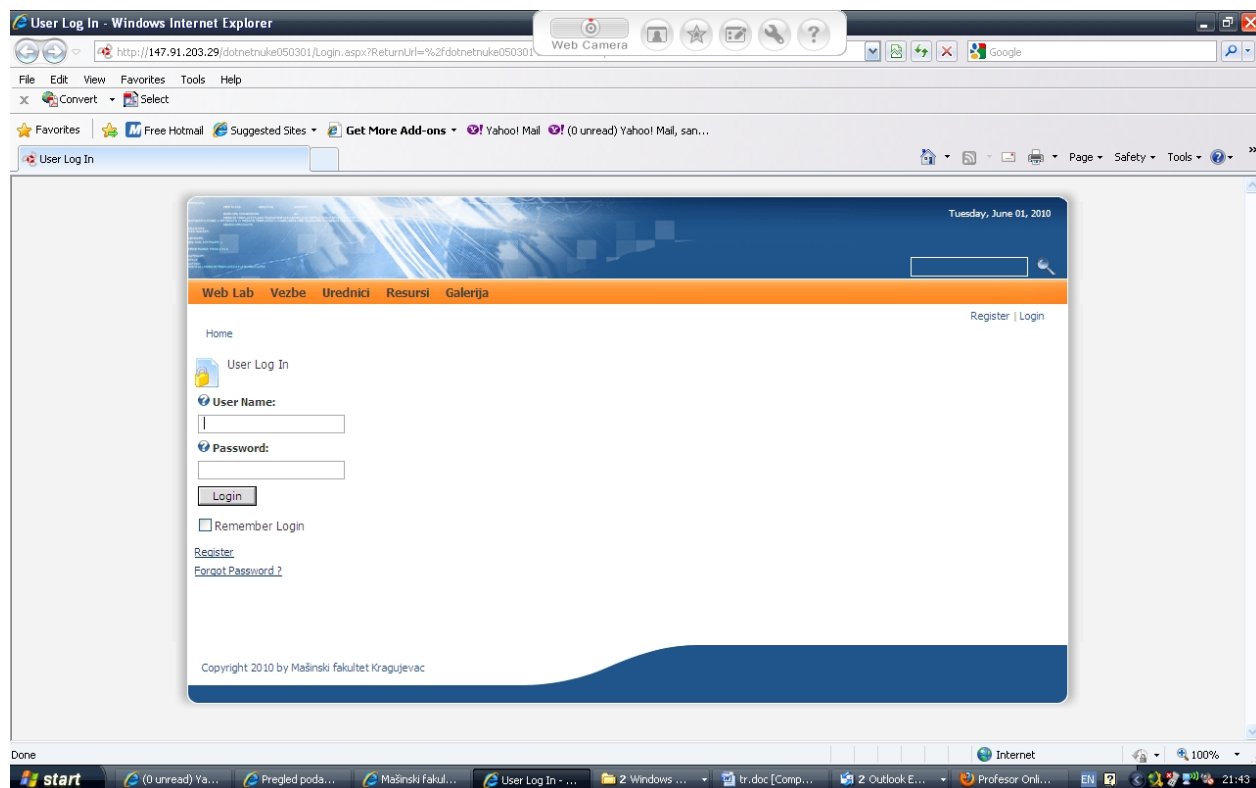 User Log In - Windows Internet Explorer
Web Camera
http://147.91.203.29/dotnetnuke050301/Login.aspx?ReturnUrl=%2fdotnetnuke050301
Google
File Edit View Favorites Tools Help
x Convert Select
Favorites Free Hotmail Suggested Sites Get More Add-ons Yahoo! Mail (0 unread) Yahoo! Mail, san...
User Log In
Page Safety Tools »
Tuesday, June 01, 2010
Web Lab Vezbe Urednici Resursi Galerija
Register | Login
Home
User Log In
User Name:
Password:
Login
Remember Login
Register
Forgot Password ?
Copyright 2010 by Mašinski fakultet Kragujevac
Done Internet 100%
start (0 unread) Ya... Pregled poda... Mašinski fakul... User Log In - ... 2 Windows ... tr.doc [Comp... 2 Outlook E... Profesor Onli... EN 21:43